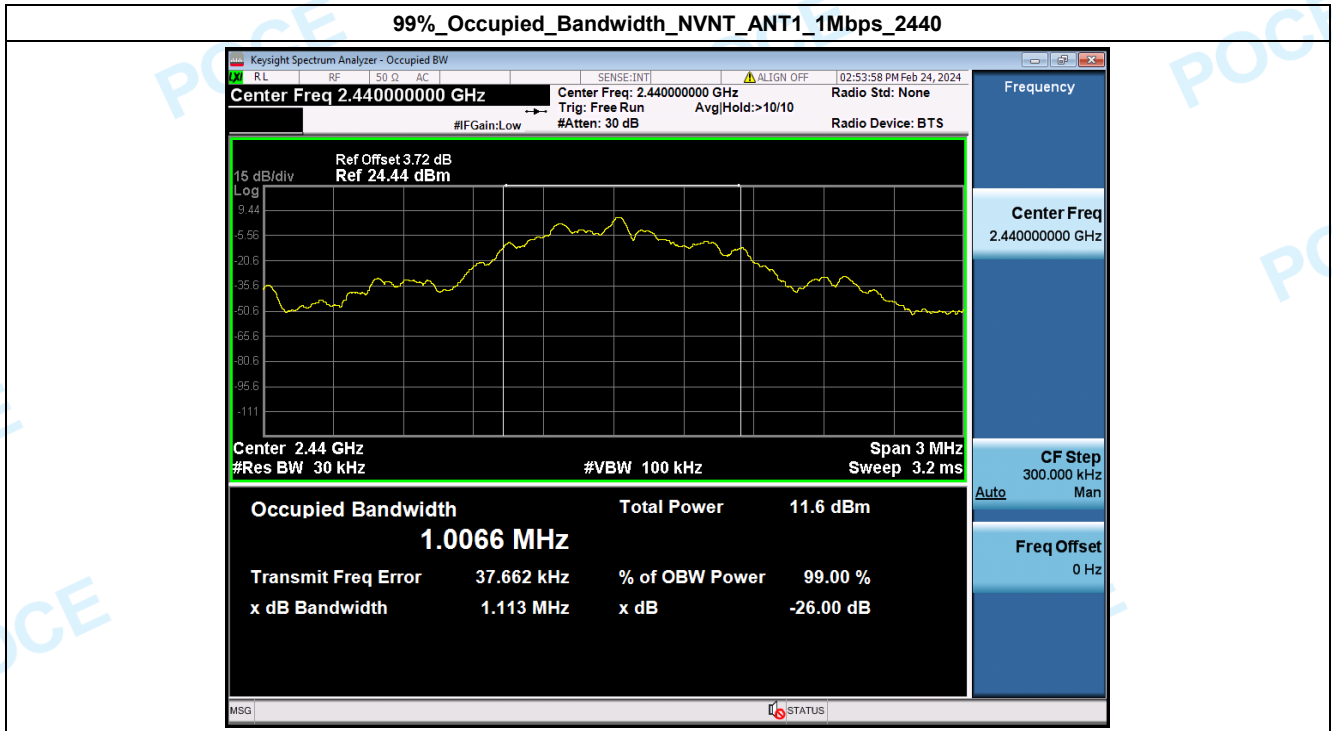 99%_Occupied_Bandwidth_NVNT_ANT1_1Mbps_2440
Keysight Spectrum Analyzer - Occupied BW
LXI RL RF 50 Ω AC SENSE:INT ALIGN OFF 02:53:58 PM Feb 24, 2024
Center Freq 2.440000000 GHz
Center Freq: 2.440000000 GHz Radio Std: None
Trig: Free Run Avg|Hold:>10/10
#IFGain:Low #Atten: 30 dB Radio Device: BTS
Frequency
Ref Offset 3.72 dB
15 dB/div Ref 24.44 dBm
Log
9.44
-5.56
-20.6
-35.6
-50.6
-65.6
-80.6
-95.6
-111
Center 2.44 GHz Span 3 MHz
#Res BW 30 kHz #VBW 100 kHz Sweep 3.2 ms
Center Freq
2.440000000 GHz
CF Step
300.000 kHz
Auto Man
Freq Offset
0 Hz
Occupied Bandwidth Total Power 11.6 dBm
1.0066 MHz
Transmit Freq Error 37.662 kHz % of OBW Power 99.00 %
x dB Bandwidth 1.113 MHz x dB -26.00 dB
MSG STATUS
POCE
POCE
POCE